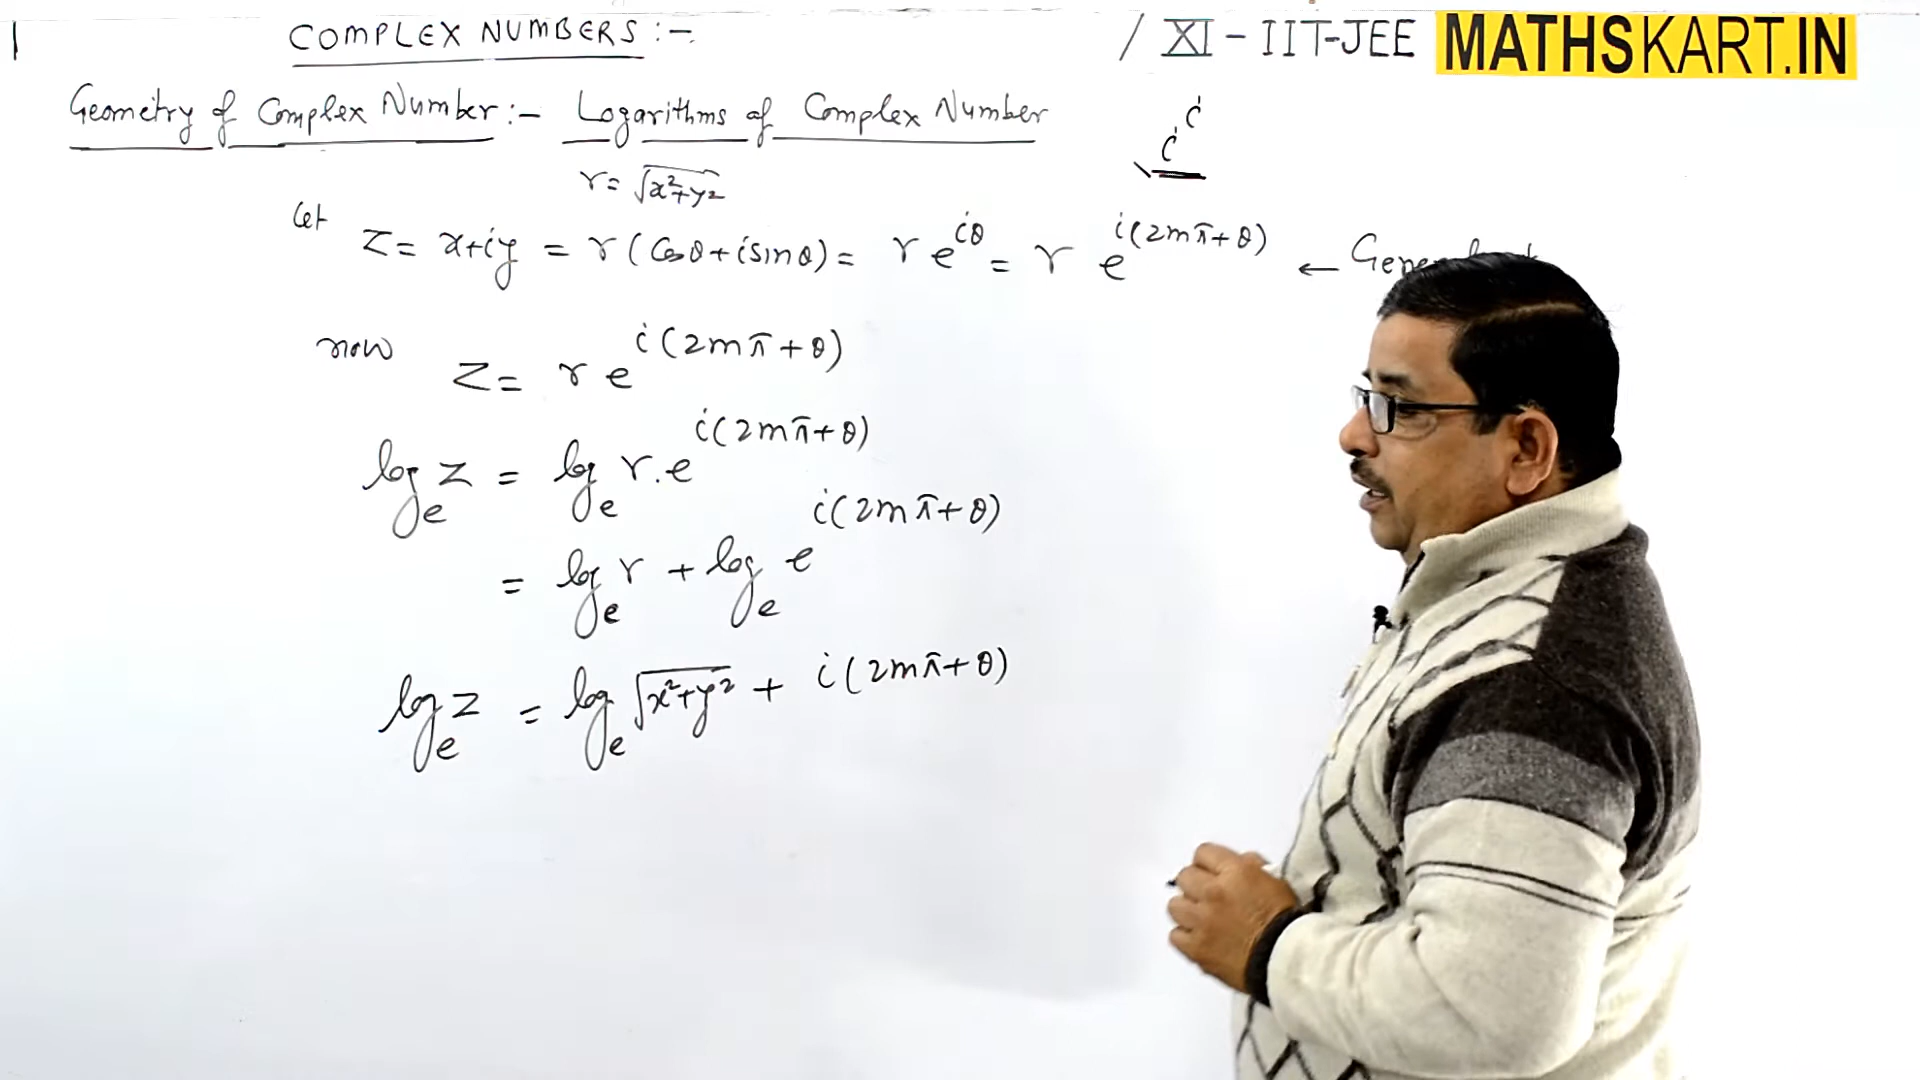 COMPLEX NUMBERS :- / XI - IIT-JEE MATHSKART.IN
Geometry of Complex Number :- Logarithms of Complex Number
i^i
r = √(x²+y²)
Let z = x+iy = r(Cosθ+isinθ) = r e^(iθ) = r e^(i(2mπ+θ)) ←
now z = r e^(i(2mπ+θ))
log_e z = log_e r.e^(i(2mπ+θ))
= log_e r + log_e e^(i(2mπ+θ))
log_e z = log_e √(x²+y²) + i(2mπ+θ)